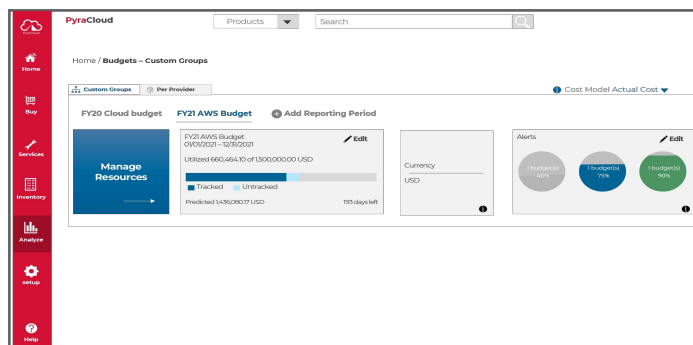 PyraCloud
Products
Search
Home
Home / Budgets – Custom Groups
Custom Groups
Per Provider
Cost Model Actual Cost
Buy
FY20 Cloud budget
FY21 AWS Budget
Add Reporting Period
Services
Manage
Resources
FY21 AWS Budget
01/01/2021 – 12/31/2021
Edit
Utilized 660,464.10 of 1,500,000.00 USD
Tracked
Untracked
Predicted 1,436,080.17 USD
193 days left
Currency
USD
Alerts
Edit
1 budget(s)
40%
1 budget(s)
75%
1 budget(s)
90%
Inventory
Analyze
setup
Help